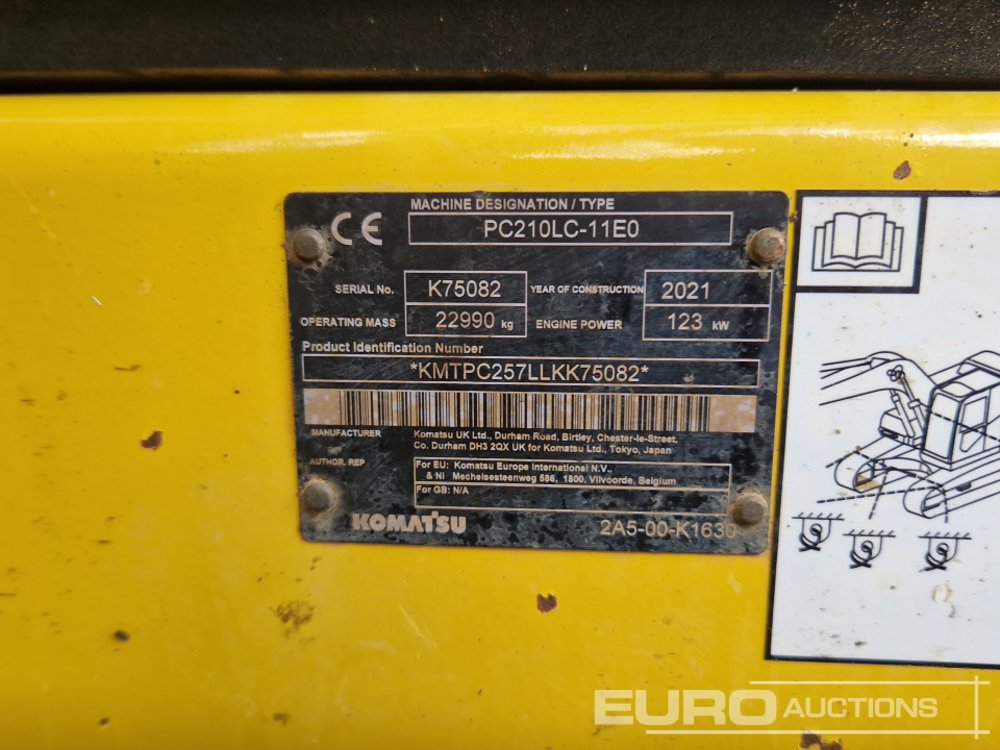 CE
MACHINE DESIGNATION / TYPE
PC210LC-11E0
SERIAL No. K75082 YEAR OF CONSTRUCTION 2021
OPERATING MASS 22990 kg ENGINE POWER 123 kW
Product Identification Number
*KMTPC257LLKK75082*
MANUFACTURER Komatsu UK Ltd., Durham Road, Birtley, Chester-le-Street,
Co. Durham DH3 2QX UK for Komatsu Ltd., Tokyo, Japan
AUTHOR. REP For EU: Komatsu Europe International N.V.,
& NI Mechelsesteenweg 586, 1800, Vilvoorde, Belgium
For GB: N/A
KOMATSU 2A5-00-K1630
EURO AUCTIONS